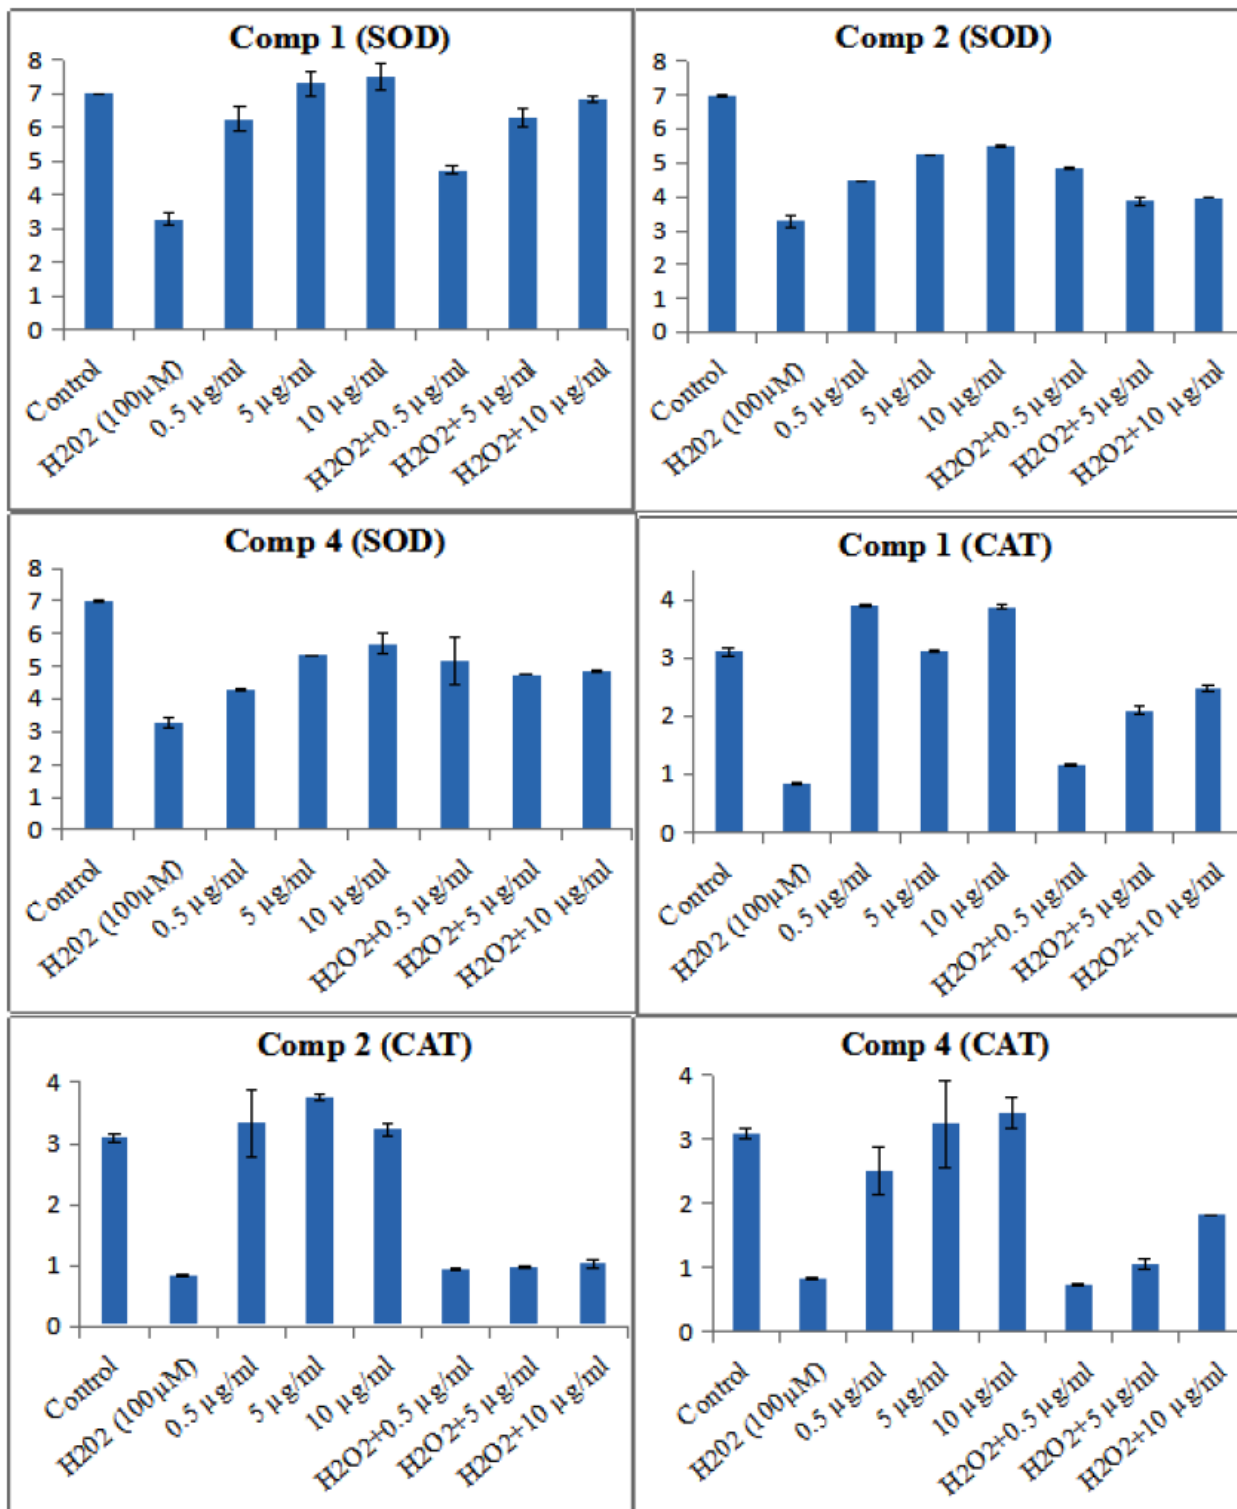 Comp 1 (SOD)
8
7
6
5
4
3
2
1
0
Control
H2O2 (100µM)
0.5 µg/ml
5 µg/ml
10 µg/ml
H2O2+0.5 µg/ml
H2O2+5 µg/ml
H2O2+10 µg/ml
Comp 2 (SOD)
8
7
6
5
4
3
2
1
0
Control
H2O2 (100µM)
0.5 µg/ml
5 µg/ml
10 µg/ml
H2O2+0.5 µg/ml
H2O2+5 µg/ml
H2O2+10 µg/ml
Comp 4 (SOD)
8
7
6
5
4
3
2
1
0
Control
H2O2 (100µM)
0.5 µg/ml
5 µg/ml
10 µg/ml
H2O2+0.5 µg/ml
H2O2+5 µg/ml
H2O2+10 µg/ml
Comp 1 (CAT)
4
3
2
1
0
Control
H2O2 (100µM)
0.5 µg/ml
5 µg/ml
10 µg/ml
H2O2+0.5 µg/ml
H2O2+5 µg/ml
H2O2+10 µg/ml
Comp 2 (CAT)
4
3
2
1
0
Control
H2O2 (100µM)
0.5 µg/ml
5 µg/ml
10 µg/ml
H2O2+0.5 µg/ml
H2O2+5 µg/ml
H2O2+10 µg/ml
Comp 4 (CAT)
4
3
2
1
0
Control
H2O2 (100µM)
0.5 µg/ml
5 µg/ml
10 µg/ml
H2O2+0.5 µg/ml
H2O2+5 µg/ml
H2O2+10 µg/ml